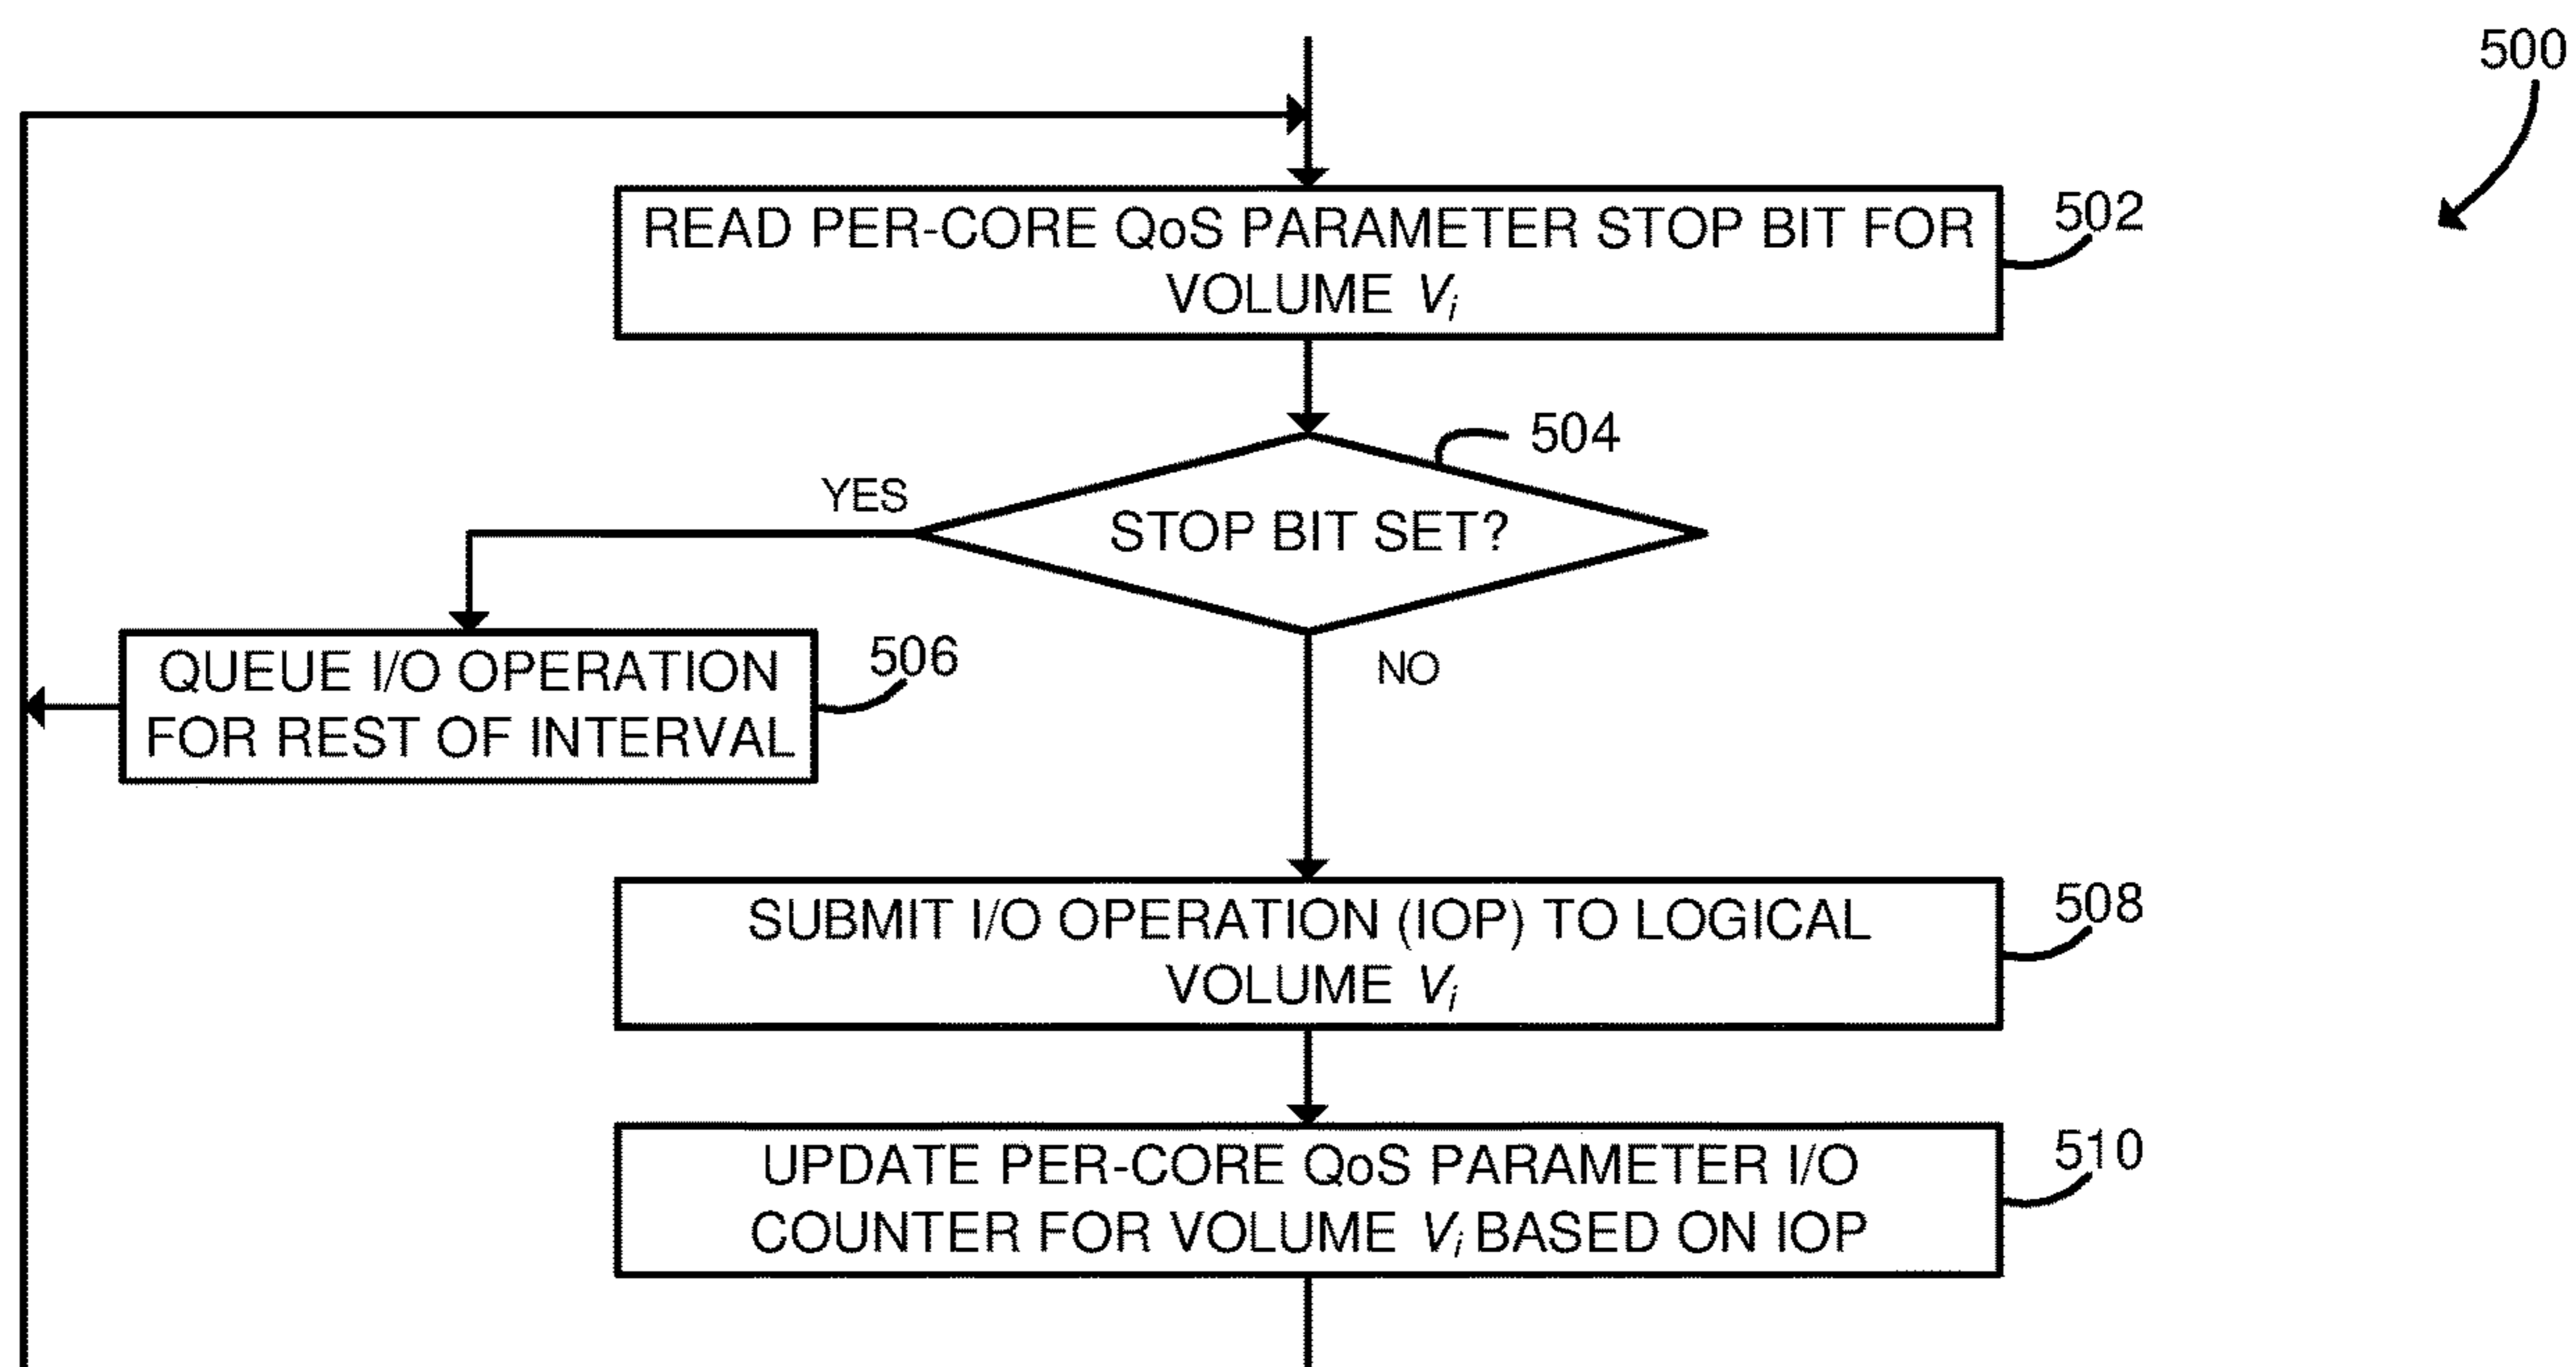 500
READ PER-CORE QoS PARAMETER STOP BIT FOR
VOLUME Vi
502
504
YES
STOP BIT SET?
506
NO
QUEUE I/O OPERATION
FOR REST OF INTERVAL
508
SUBMIT I/O OPERATION (IOP) TO LOGICAL
VOLUME Vi
510
UPDATE PER-CORE QoS PARAMETER I/O
COUNTER FOR VOLUME Vi BASED ON IOP